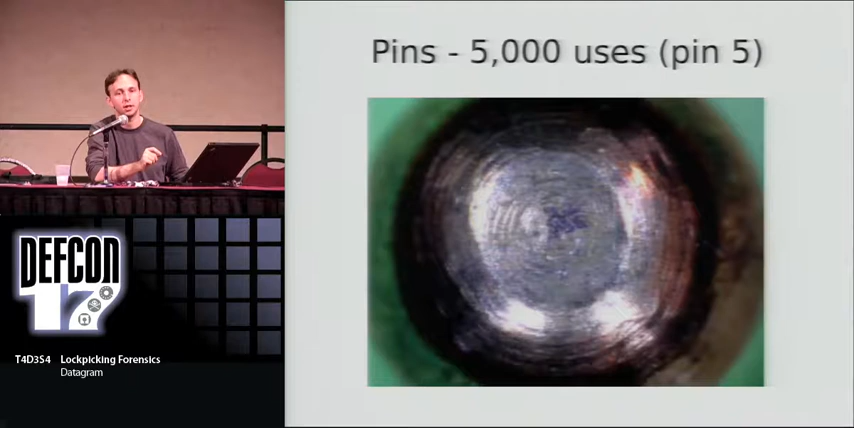 Pins - 5,000 uses (pin 5)
DEFCON
17
T4D3S4 Lockpicking Forensics
Datagram